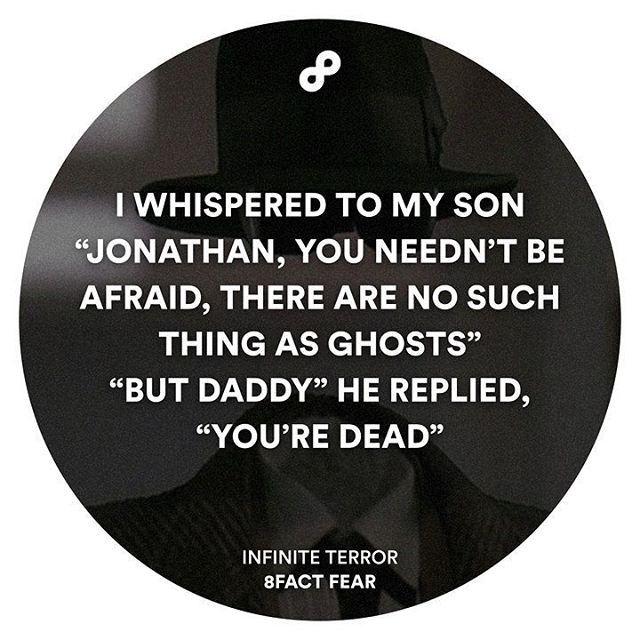 I WHISPERED TO MY SON
“JONATHAN, YOU NEEDN’T BE
AFRAID, THERE ARE NO SUCH
THING AS GHOSTS”
“BUT DADDY” HE REPLIED,
“YOU’RE DEAD”
INFINITE TERROR
8FACT FEAR